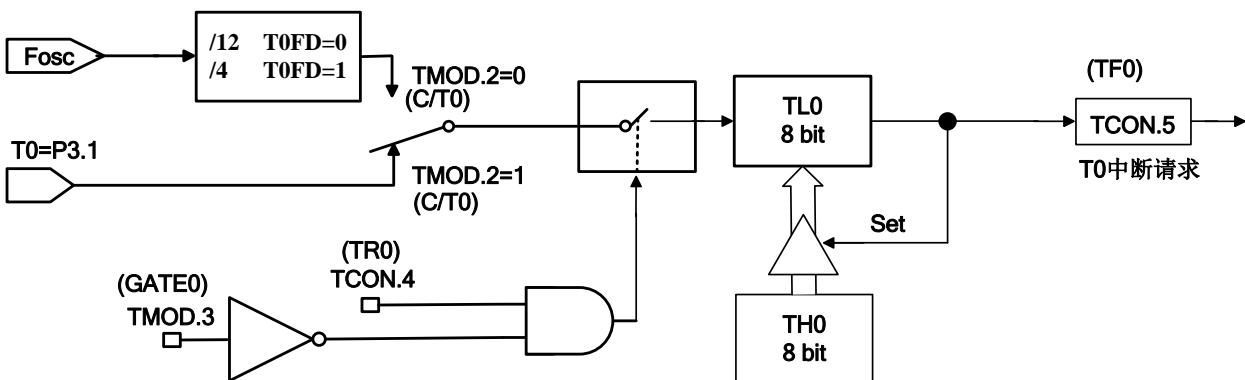 Fosc
/12 T0FD=0
/4 T0FD=1
TMOD.2=0
(C/T0)
T0=P3.1
TMOD.2=1
(C/T0)
TL0
8 bit
(TF0)
TCON.5
T0中断请求
Set
(TR0)
TCON.4
(GATE0)
TMOD.3
TH0
8 bit